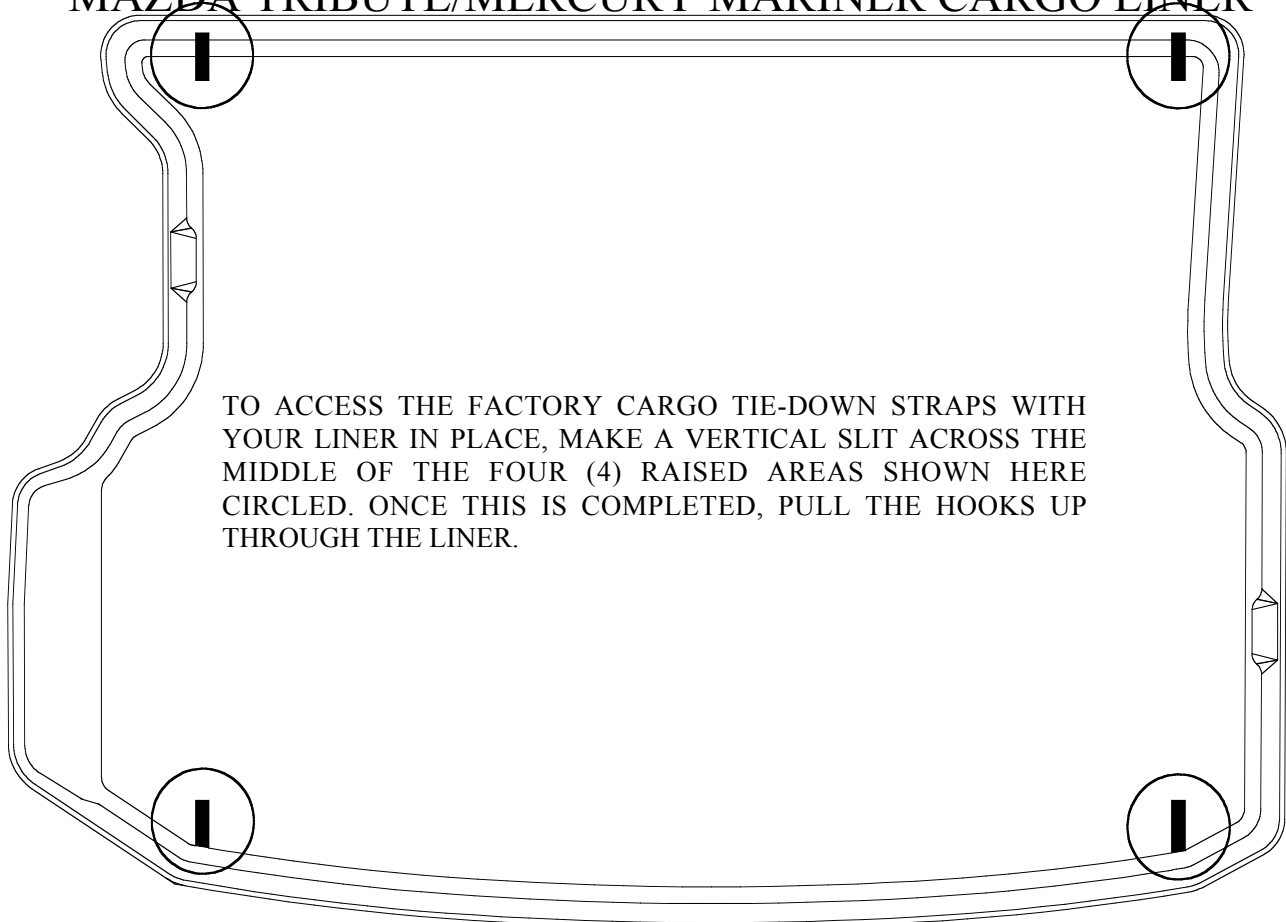 MAZDA TRIBUTE/MERCURY MARINER CARGO LINER
TO ACCESS THE FACTORY CARGO TIE-DOWN STRAPS WITH
YOUR LINER IN PLACE, MAKE A VERTICAL SLIT ACROSS THE
MIDDLE OF THE FOUR (4) RAISED AREAS SHOWN HERE
CIRCLED. ONCE THIS IS COMPLETED, PULL THE HOOKS UP
THROUGH THE LINER.